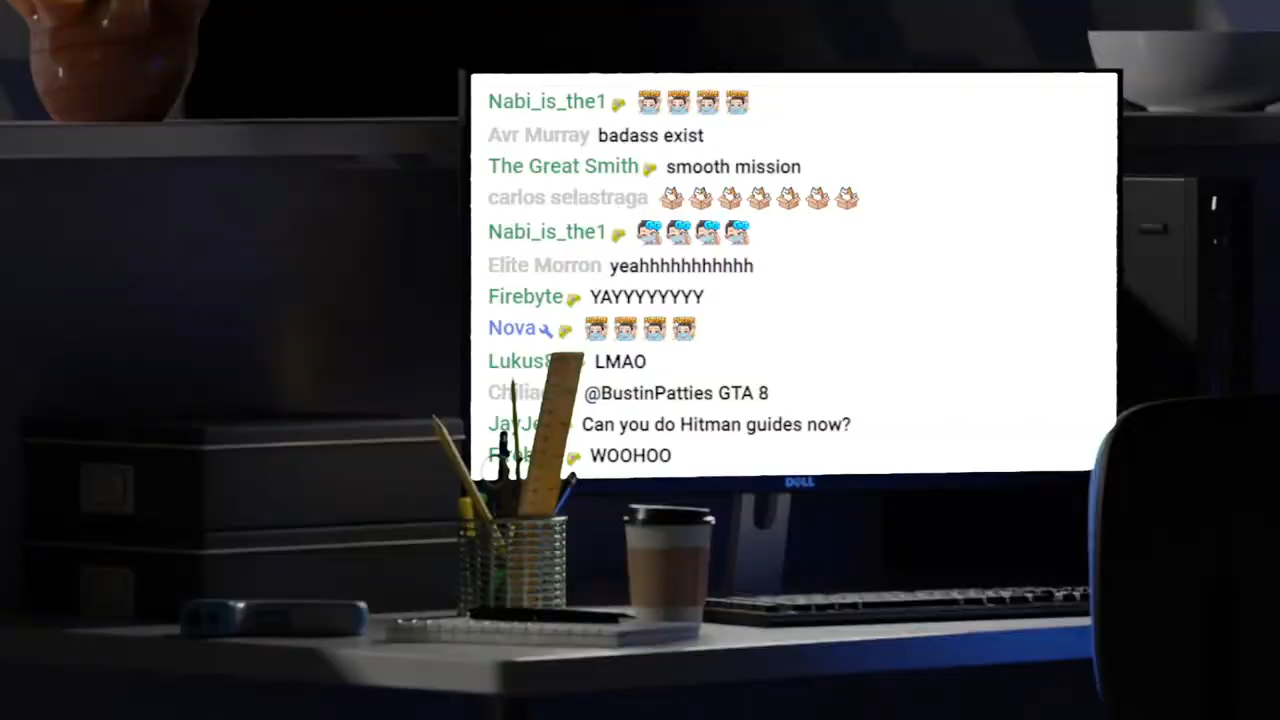 Nabi_is_the1
Avr Murray badass exist
The Great Smith smooth mission
carlos selastraga
Nabi_is_the1
Elite Morron yeahhhhhhhhhhh
Firebyte YAYYYYYYYY
Nova
LMAO
@BustinPatties GTA 8
Can you do Hitman guides now?
WOOHOO
DELL